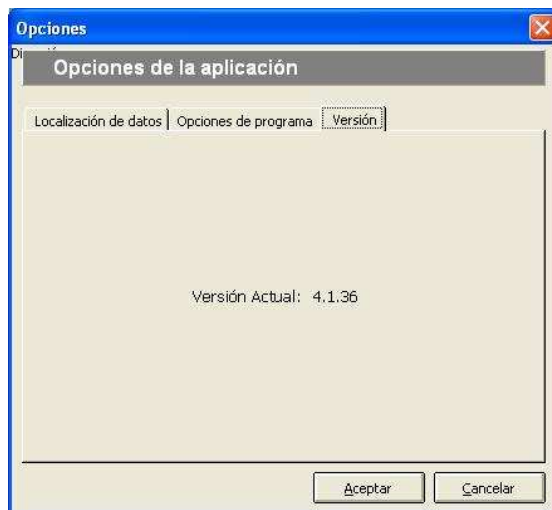 Opciones
Opciones de la aplicación
Localización de datos Opciones de programa Versión
Versión Actual: 4.1.36
Aceptar Cancelar